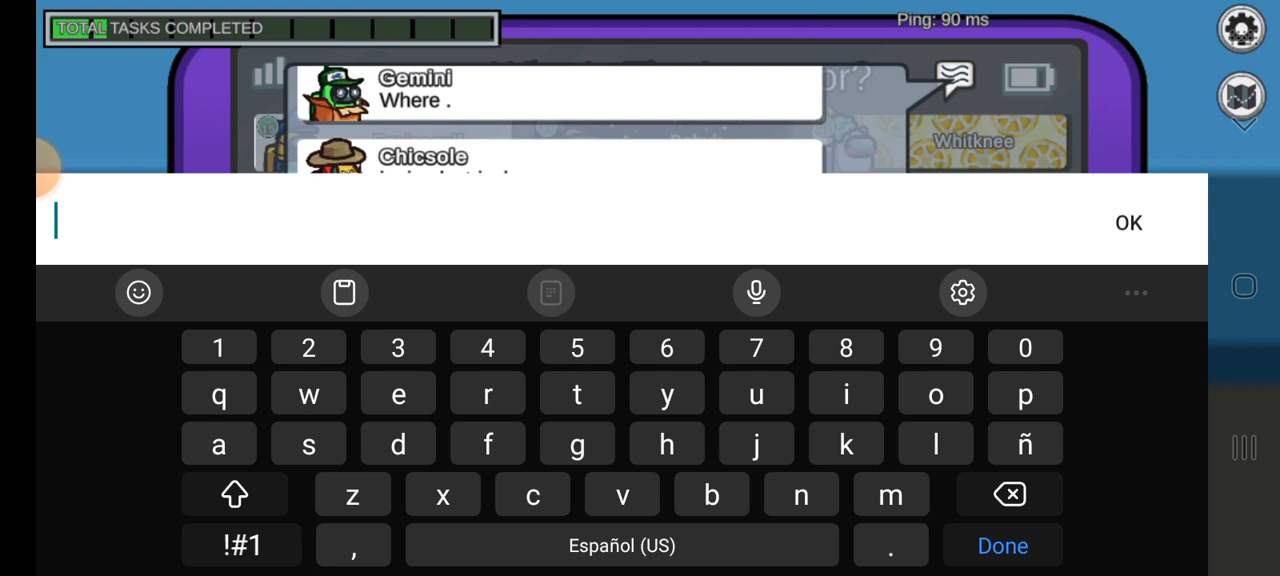 TOTAL TASKS COMPLETED
Ping: 90 ms
or?
Gemini
Where .
Whitknee
Chicsole
OK
1 2 3 4 5 6 7 8 9 0
q w e r t y u i o p
a s d f g h j k l ñ
z x c v b n m
!#1 , Español (US) . Done